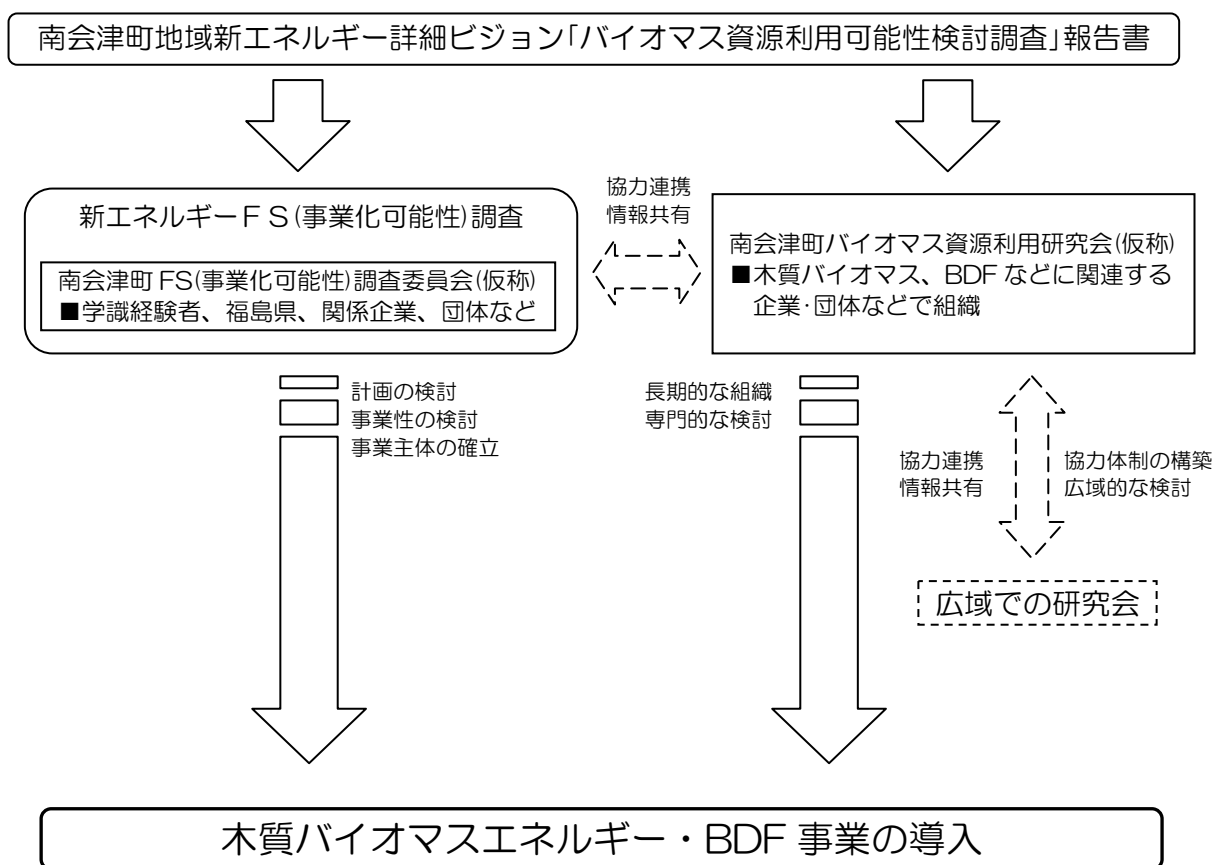 南会津町地域新エネルギー詳細ビジョン「バイオマス資源利用可能性検討調査」報告書
新エネルギーＦＳ(事業化可能性)調査
南会津町 FS(事業化可能性)調査委員会(仮称)
■学識経験者、福島県、関係企業、団体など
協力連携
情報共有
南会津町バイオマス資源利用研究会(仮称)
■木質バイオマス、BDF などに関連する
企業・団体などで組織
計画の検討
事業性の検討
事業主体の確立
長期的な組織
専門的な検討
協力連携
情報共有
協力体制の構築
広域的な検討
広域での研究会
木質バイオマスエネルギー・BDF 事業の導入